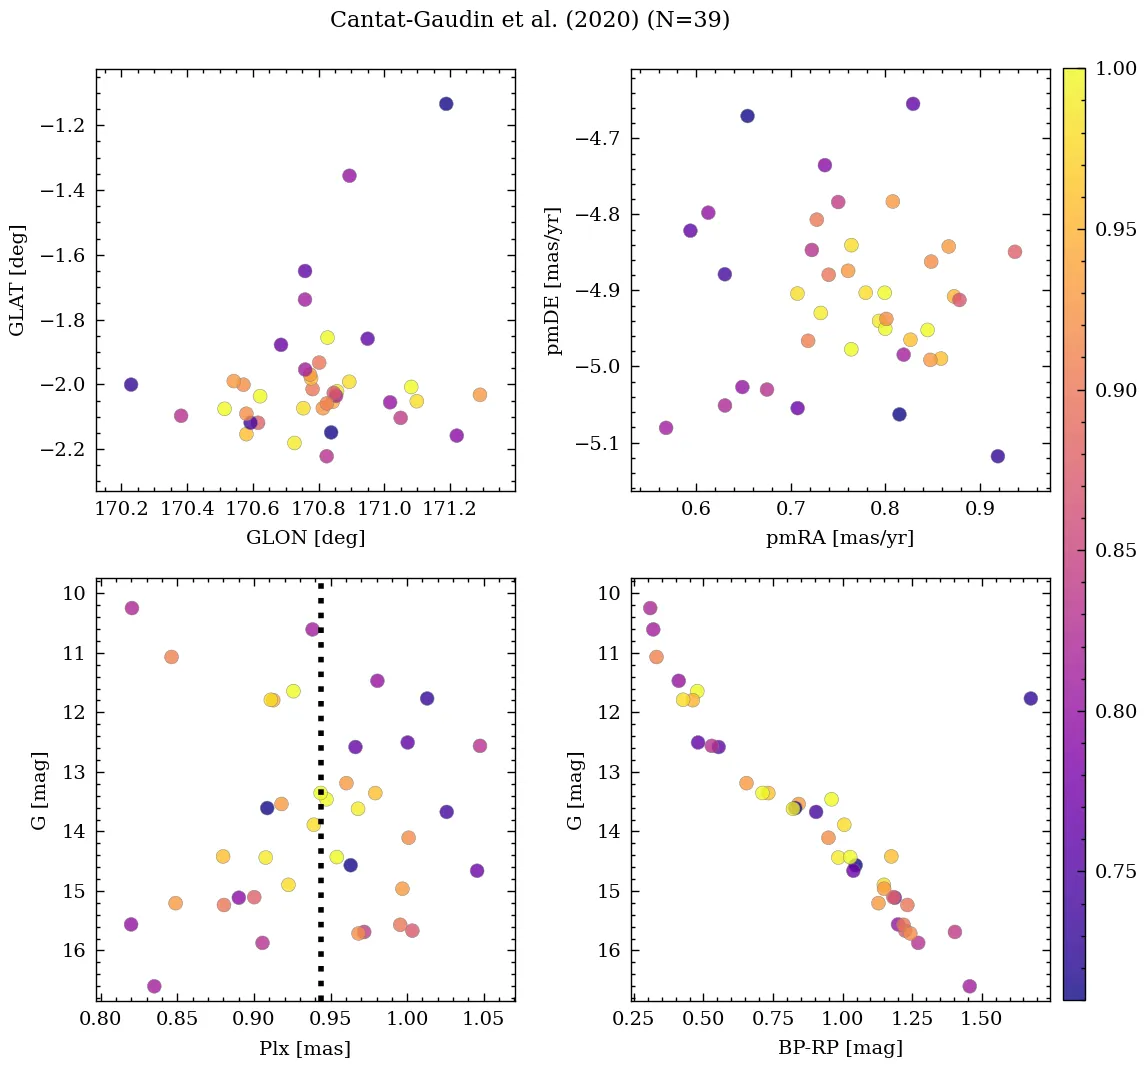 Cantat-Gaudin et al. (2020) (N=39)
−1.2
−1.4
−1.6
−1.8
−2.0
−2.2
GLAT [deg]
170.2 170.4 170.6 170.8 171.0 171.2
GLON [deg]
−4.7
−4.8
−4.9
−5.0
−5.1
pmDE [mas/yr]
0.6 0.7 0.8 0.9
pmRA [mas/yr]
10
11
12
13
14
15
16
G [mag]
0.80 0.85 0.90 0.95 1.00 1.05
Plx [mas]
10
11
12
13
14
15
16
G [mag]
0.25 0.50 0.75 1.00 1.25 1.50
BP-RP [mag]
1.00
0.95
0.90
0.85
0.80
0.75